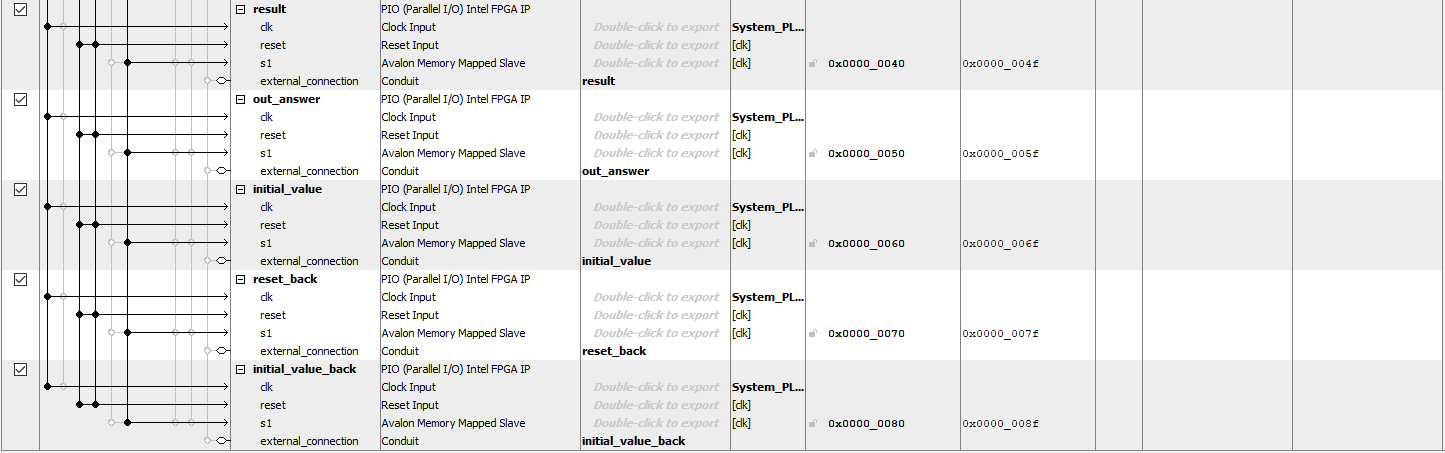 result PIO (Parallel I/O) Intel FPGA IP
clk Clock Input Double-click to export System_PL...
reset Reset Input Double-click to export [clk]
s1 Avalon Memory Mapped Slave Double-click to export [clk] 0x0000_0040 0x0000_004f
external_connection Conduit result
out_answer PIO (Parallel I/O) Intel FPGA IP
clk Clock Input Double-click to export System_PL...
reset Reset Input Double-click to export [clk]
s1 Avalon Memory Mapped Slave Double-click to export [clk] 0x0000_0050 0x0000_005f
external_connection Conduit out_answer
initial_value PIO (Parallel I/O) Intel FPGA IP
clk Clock Input Double-click to export System_PL...
reset Reset Input Double-click to export [clk]
s1 Avalon Memory Mapped Slave Double-click to export [clk] 0x0000_0060 0x0000_006f
external_connection Conduit initial_value
reset_back PIO (Parallel I/O) Intel FPGA IP
clk Clock Input Double-click to export System_PL...
reset Reset Input Double-click to export [clk]
s1 Avalon Memory Mapped Slave Double-click to export [clk] 0x0000_0070 0x0000_007f
external_connection Conduit reset_back
initial_value_back PIO (Parallel I/O) Intel FPGA IP
clk Clock Input Double-click to export System_PL...
reset Reset Input Double-click to export [clk]
s1 Avalon Memory Mapped Slave Double-click to export [clk] 0x0000_0080 0x0000_008f
external_connection Conduit initial_value_back